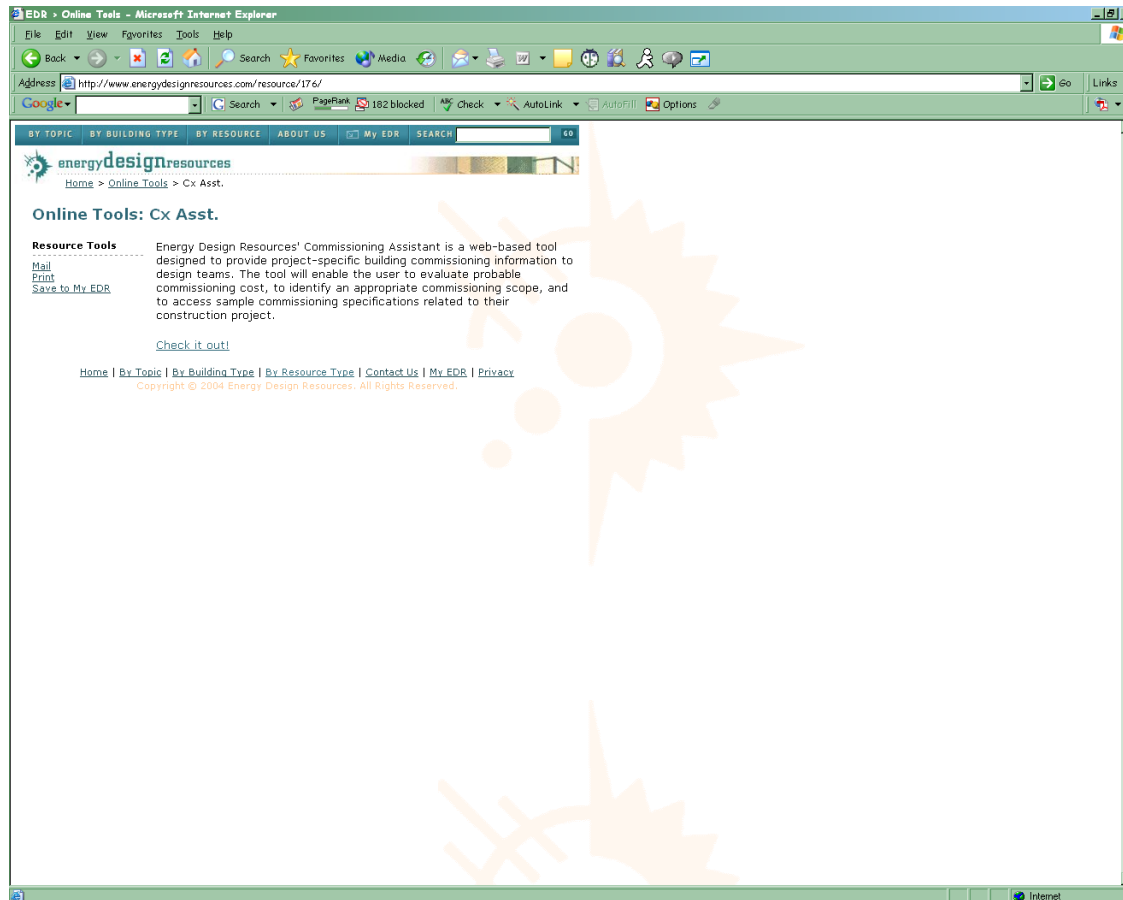 EDR > Online Tools - Microsoft Internet Explorer
File Edit View Favorites Tools Help
Back Search Favorites Media
Address http://www.energydesignresources.com/resource/176/ Go Links
Google Search PageRank 182 blocked ABC Check AutoLink AutoFill Options
BY TOPIC BY BUILDING TYPE BY RESOURCE ABOUT US My EDR SEARCH GO
energydesignresources
Home > Online Tools > Cx Asst.
Online Tools: Cx Asst.
Resource Tools
Mail
Print
Save to My EDR
Energy Design Resources' Commissioning Assistant is a web-based tool
designed to provide project-specific building commissioning information to
design teams. The tool will enable the user to evaluate probable
commissioning cost, to identify an appropriate commissioning scope, and
to access sample commissioning specifications related to their
construction project.
Check it out!
Home | By Topic | By Building Type | By Resource Type | Contact Us | My EDR | Privacy
Copyright © 2004 Energy Design Resources. All Rights Reserved.
Internet